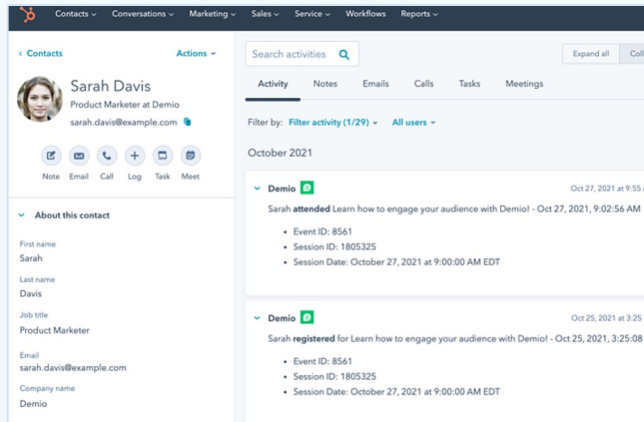 Contacts Conversations Marketing Sales Service Workflows Reports
Contacts
Actions
Sarah Davis
Product Marketer at Demio
sarah.davis@example.com
Note Email Call Log Task Meet
About this contact
First name
Sarah
Last name
Davis
Job title
Product Marketer
Email
sarah.davis@example.com
Company name
Demio
Search activities
Expand all
Activity Notes Emails Calls Tasks Meetings
Filter by: Filter activity (1/29) All users
October 2021
Demio
Oct 27, 2021 at 9:55
Sarah attended Learn how to engage your audience with Demio! - Oct 27, 2021, 9:02:56 AM
• Event ID: 8561
• Session ID: 1805325
• Session Date: October 27, 2021 at 9:00:00 AM EDT
Demio
Oct 25, 2021 at 3:25
Sarah registered for Learn how to engage your audience with Demio! - Oct 25, 2021, 3:25:08
• Event ID: 8561
• Session ID: 1805325
• Session Date: October 27, 2021 at 9:00:00 AM EDT